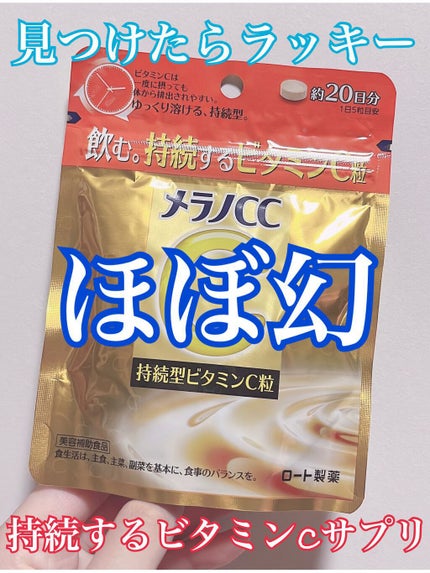 見つけたらラッキー
ビタミンCは
一度に摂っても
体から排出されやすい。
ゆっくり溶ける、持続型。
約20日分
1日5粒目安
飲む。持続するビタミンC粒
メラノCC
ほぼ幻
持続型ビタミンC粒
美容補助食品
食生活は、主食、主菜、副菜を基本に、食事のバランスを。
ロート製薬
持続するビタミンcサプリ